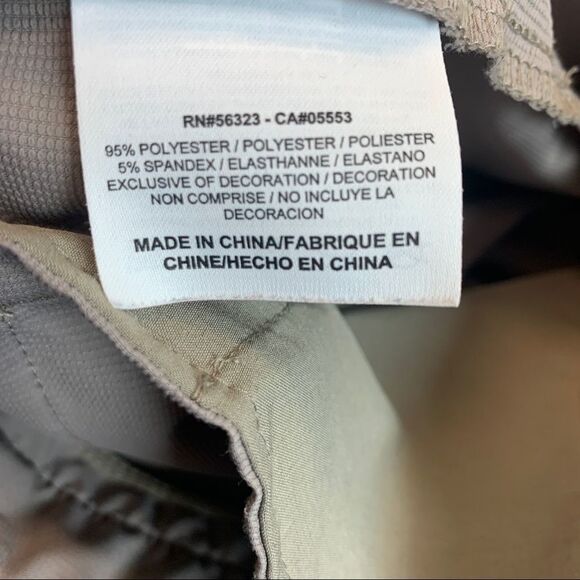 RN#56323 - CA#05553
95% POLYESTER / POLYESTER / POLIESTER
5% SPANDEX / ELASTHANNE / ELASTANO
EXCLUSIVE OF DECORATION / DECORATION
NON COMPRISE / NO INCLUYE LA
DECORACION
MADE IN CHINA/FABRIQUE EN
CHINE/HECHO EN CHINA